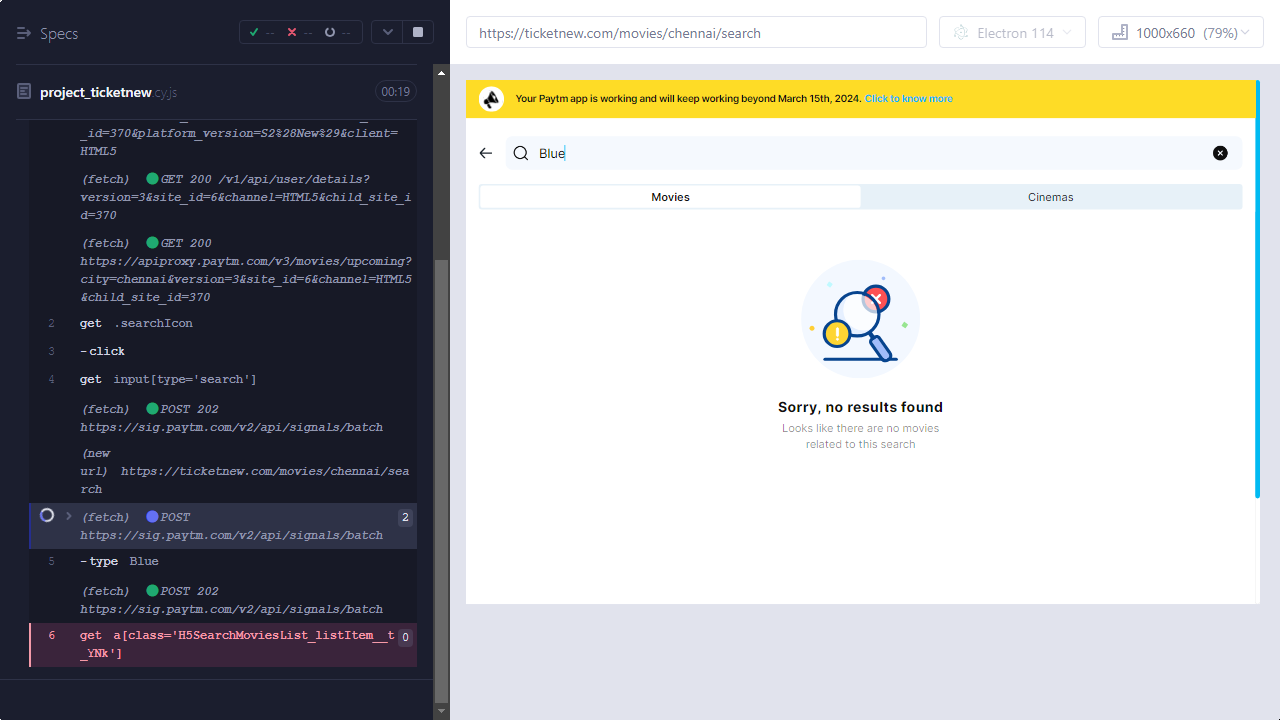 Specs
--
--
--
project_ticketnew.cy.js
00:19
_id=370&platform_version=S2%28New%29&client=
HTML5
(fetch) GET 200 /v1/api/user/details?
version=3&site_id=6&channel=HTML5&child_site_i
d=370
(fetch) GET 200
https://apiproxy.paytm.com/v3/movies/upcoming?
city=chennai&version=3&site_id=6&channel=HTML5
&child_site_id=370
2 get .searchIcon
3 -click
4 get input[type='search']
(fetch) POST 202
https://sig.paytm.com/v2/api/signals/batch
(new
url) https://ticketnew.com/movies/chennai/sea
rch
(fetch) POST 2
https://sig.paytm.com/v2/api/signals/batch
5 -type Blue
(fetch) POST 202
https://sig.paytm.com/v2/api/signals/batch
6 get a[class='H5SearchMoviesList_listItem__t 0
_YNk']
https://ticketnew.com/movies/chennai/search
Electron 114
1000x660 (79%)
Your Paytm app is working and will keep working beyond March 15th, 2024. Click to know more
Blue
Movies
Cinemas
Sorry, no results found
Looks like there are no movies
related to this search